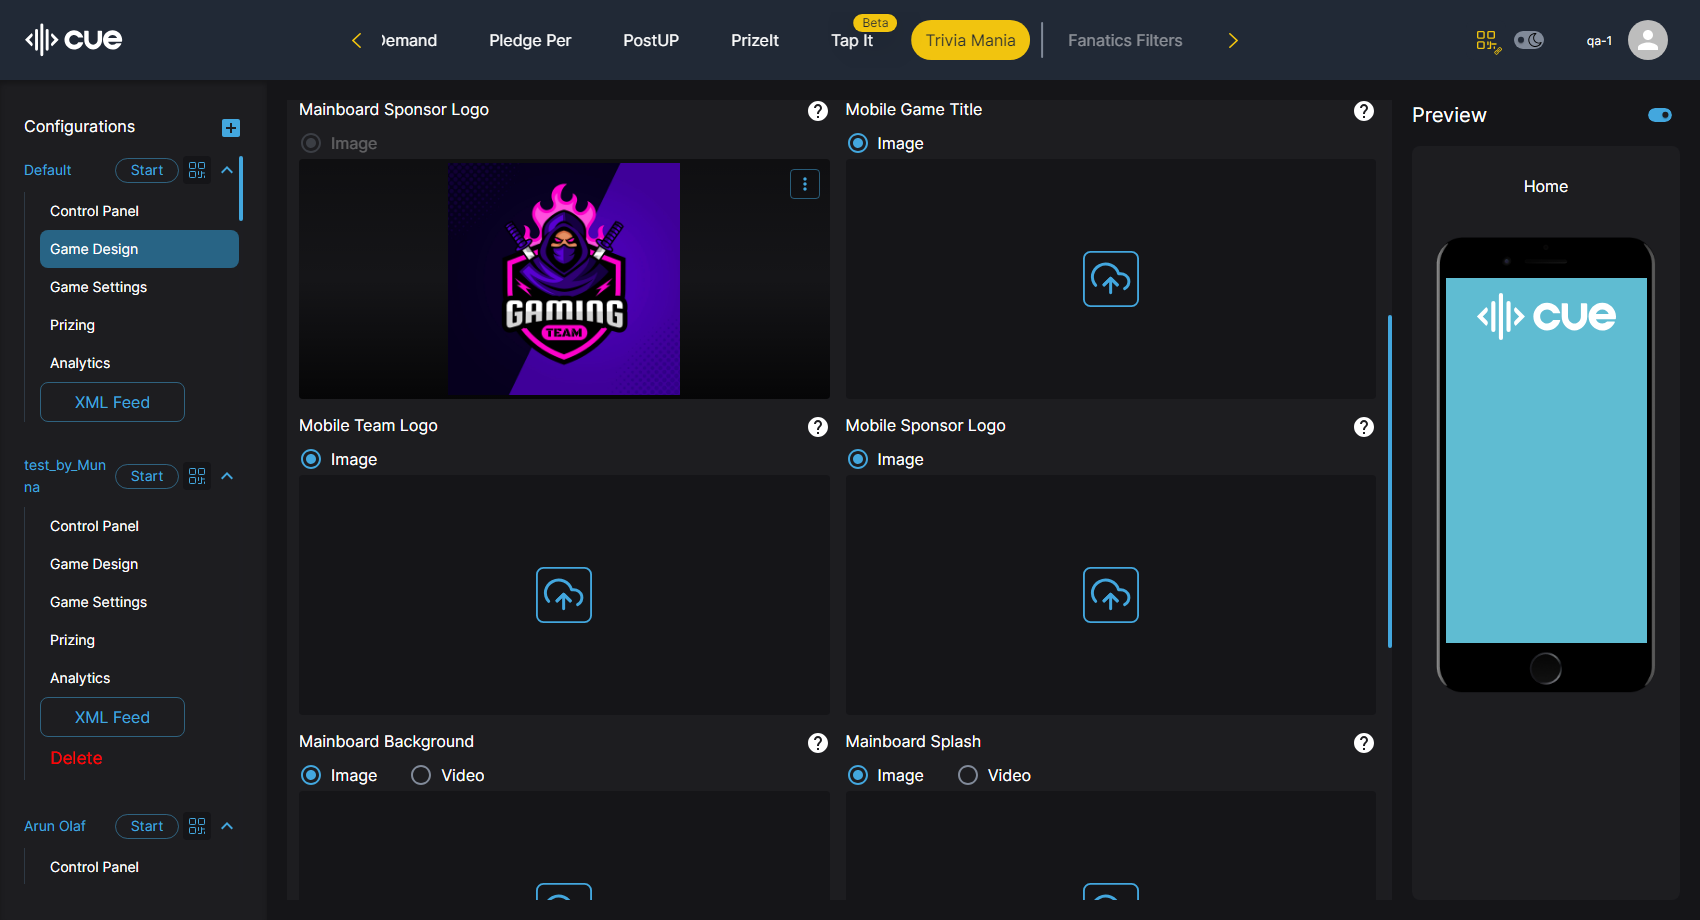 cue
Demand
Pledge Per
PostUP
PrizeIt
Tap It
Beta
Trivia Mania
Fanatics Filters
qa-1
Configurations
Default
Start
Control Panel
Game Design
Game Settings
Prizing
Analytics
XML Feed
test_by_Mun
na
Start
Control Panel
Game Design
Game Settings
Prizing
Analytics
XML Feed
Delete
Arun Olaf
Start
Control Panel
Mainboard Sponsor Logo
?
Image
GAMING
TEAM
Mobile Game Title
?
Image
Mobile Team Logo
?
Image
Mobile Sponsor Logo
?
Image
Mainboard Background
?
Image
Video
Mainboard Splash
?
Image
Video
Preview
Home
cue